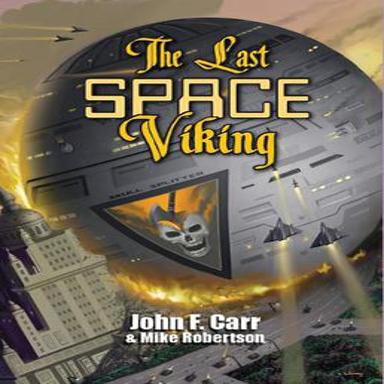 The Last
SPACE
Viking
SKULL SPLITTER
John F. Carr
& Mike Robertson